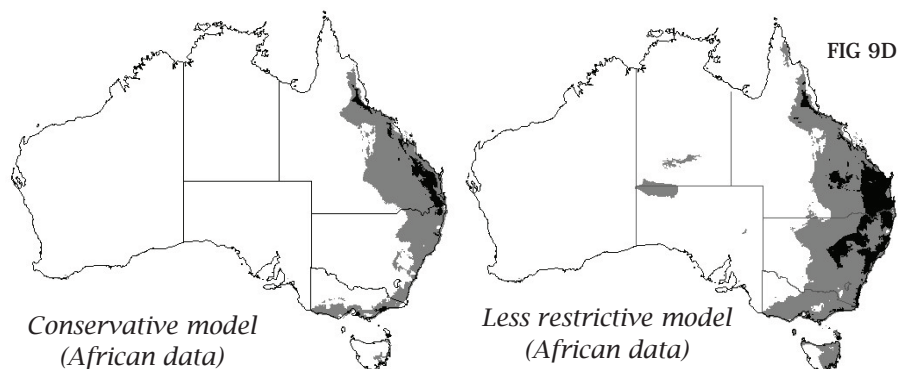 FIG 9D
Conservative model
(African data)
Less restrictive model
(African data)